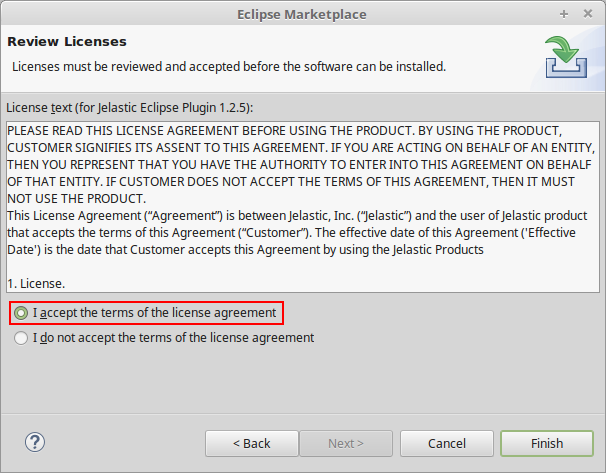 Eclipse Marketplace
Review Licenses
Licenses must be reviewed and accepted before the software can be installed.
License text (for Jelastic Eclipse Plugin 1.2.5):
PLEASE READ THIS LICENSE AGREEMENT BEFORE USING THE PRODUCT. BY USING THE PRODUCT,
CUSTOMER SIGNIFIES ITS ASSENT TO THIS AGREEMENT. IF YOU ARE ACTING ON BEHALF OF AN ENTITY,
THEN YOU REPRESENT THAT YOU HAVE THE AUTHORITY TO ENTER INTO THIS AGREEMENT ON BEHALF
OF THAT ENTITY. IF CUSTOMER DOES NOT ACCEPT THE TERMS OF THIS AGREEMENT, THEN IT MUST
NOT USE THE PRODUCT.
This License Agreement (“Agreement”) is between Jelastic, Inc. (“Jelastic”) and the user of Jelastic product
that accepts the terms of this Agreement (“Customer”). The effective date of this Agreement ('Effective
Date') is the date that Customer accepts this Agreement by using the Jelastic Products
1. License.
I accept the terms of the license agreement
I do not accept the terms of the license agreement
? < Back Next > Cancel Finish